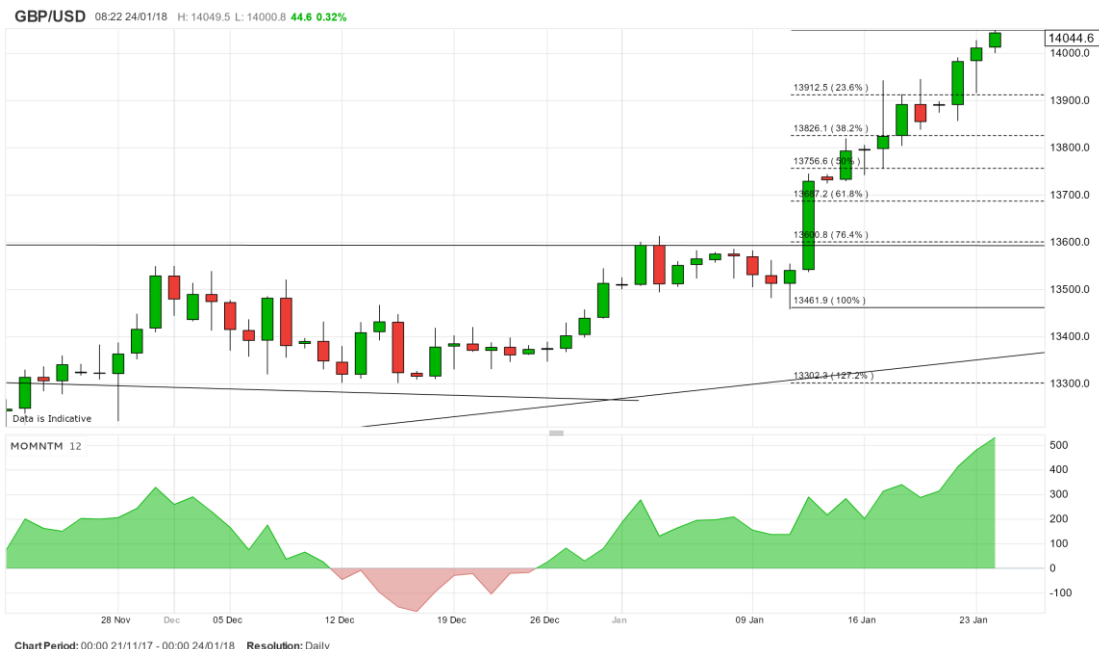 GBP/USD 08:22 24/01/18 H: 14049.5 L: 14000.8 44.6 0.32%
14044.6
14000.0
13912.5 ( 23.6% )
13900.0
13826.1 ( 38.2% )
13800.0
13756.6 ( 50% )
13700.0
13687.2 ( 61.8% )
13600.8 ( 76.4% )
13600.0
13500.0
13461.9 ( 100% )
13400.0
13302.3 ( 127.2% )
13300.0
Data is Indicative
MOMNTM 12
500
400
300
200
100
0
-100
28 Nov Dec 05 Dec 12 Dec 19 Dec 26 Dec Jan 09 Jan 16 Jan 23 Jan
Chart Period: 00:00 21/11/17 - 00:00 24/01/18 Resolution: Daily